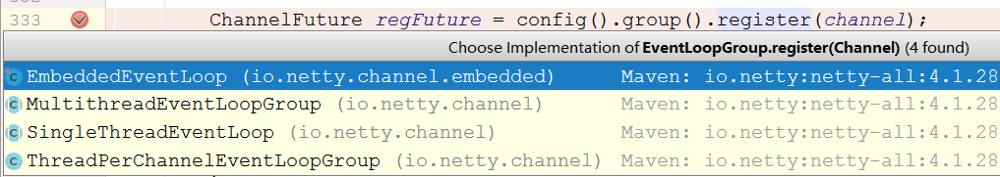 333 ChannelFuture regFuture = config().group().register(channel);
Choose Implementation of EventLoopGroup.register(Channel) (4 found)
EmbeddedEventLoop (io.netty.channel.embedded) Maven: io.netty:netty-all:4.1.28
MultithreadEventLoopGroup (io.netty.channel) Maven: io.netty:netty-all:4.1.28
SingleThreadEventLoop (io.netty.channel) Maven: io.netty:netty-all:4.1.28
ThreadPerChannelEventLoopGroup (io.netty.channel) Maven: io.netty:netty-all:4.1.28